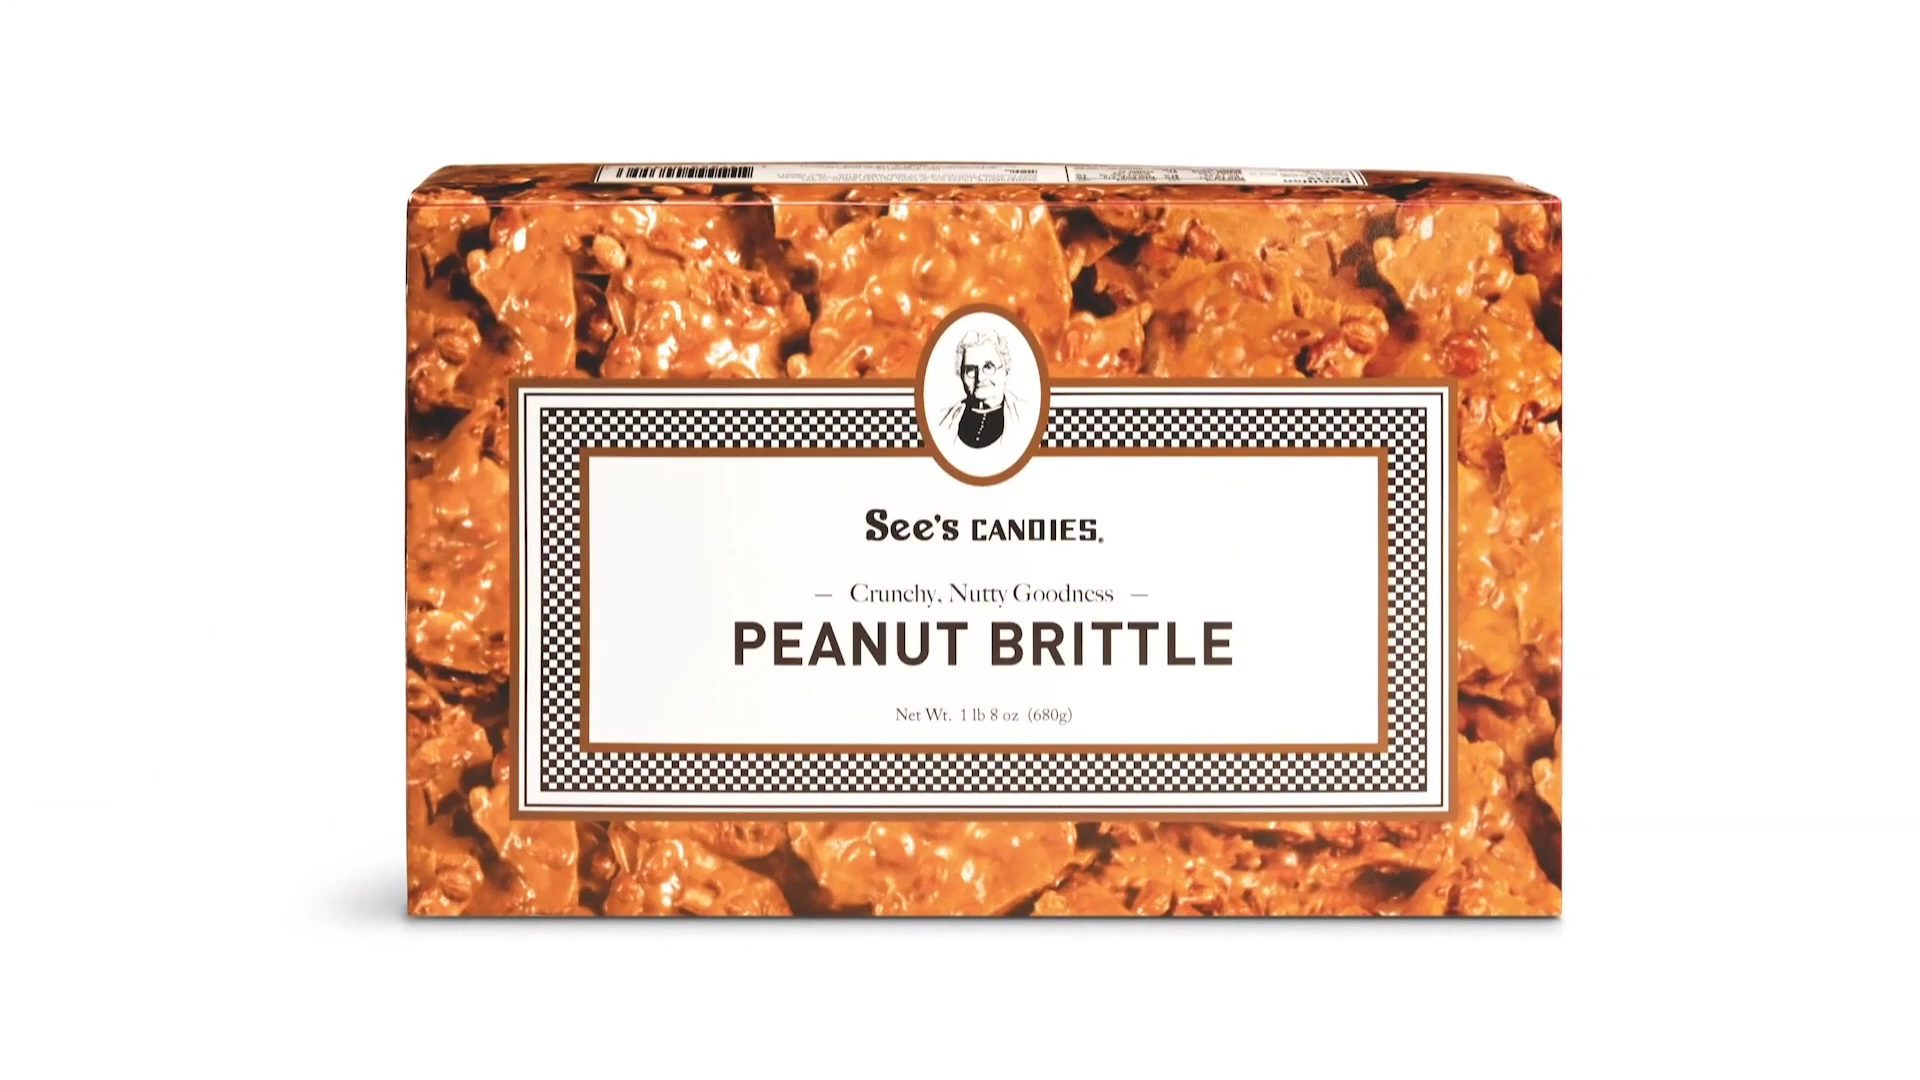 See's CANDIES®
— Crunchy, Nutty Goodness —
PEANUT BRITTLE
Net Wt. 1 lb 8 oz (680g)